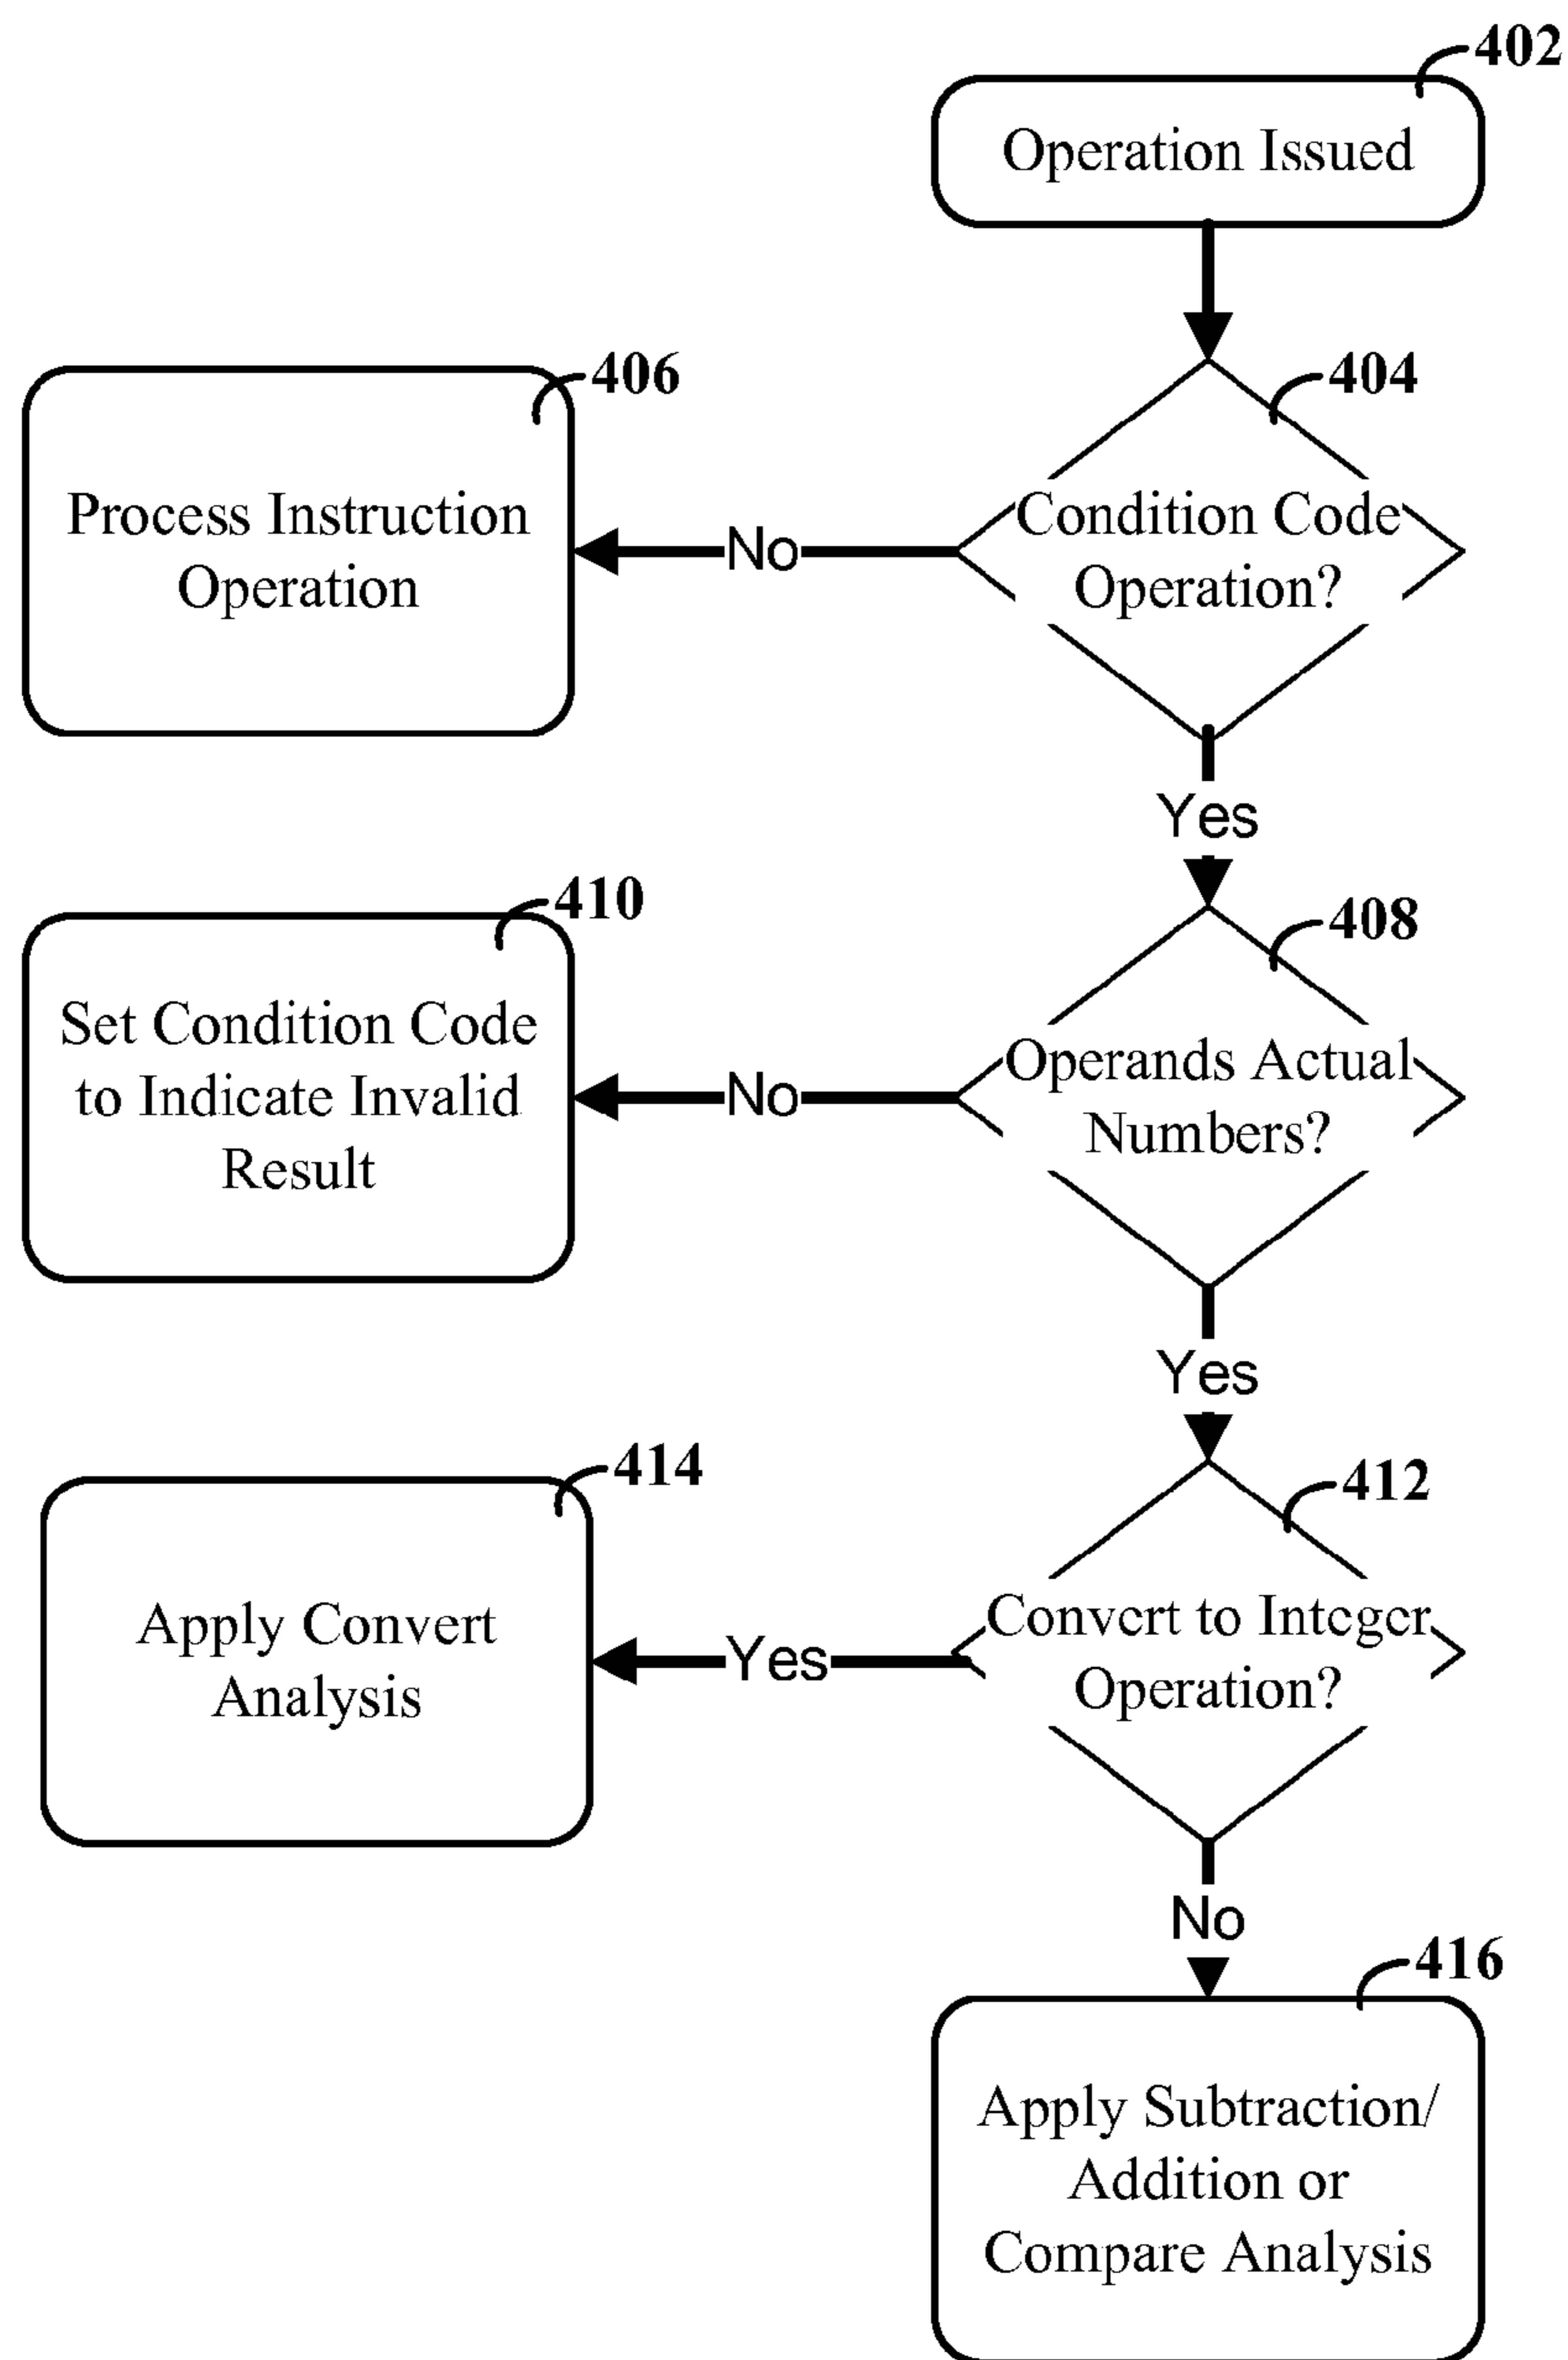 402
Operation Issued
404
Condition Code
Operation?
406
No
Process Instruction
Operation
Yes
408
Operands Actual
Numbers?
410
No
Set Condition Code
to Indicate Invalid
Result
Yes
412
Convert to Integer
Operation?
414
Yes
Apply Convert
Analysis
No
416
Apply Subtraction/
Addition or
Compare Analysis